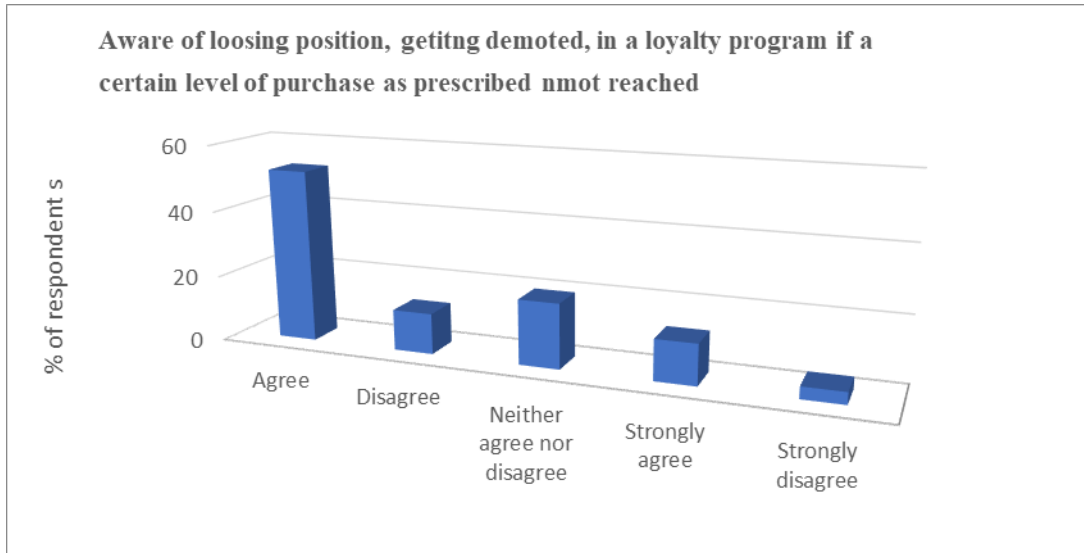 Aware of loosing position, getitng demoted, in a loyalty program if a
certain level of purchase as prescribed nmot reached
% of respondent s
60
40
20
0
Agree
Disagree
Neither
agree nor
disagree
Strongly
agree
Strongly
disagree